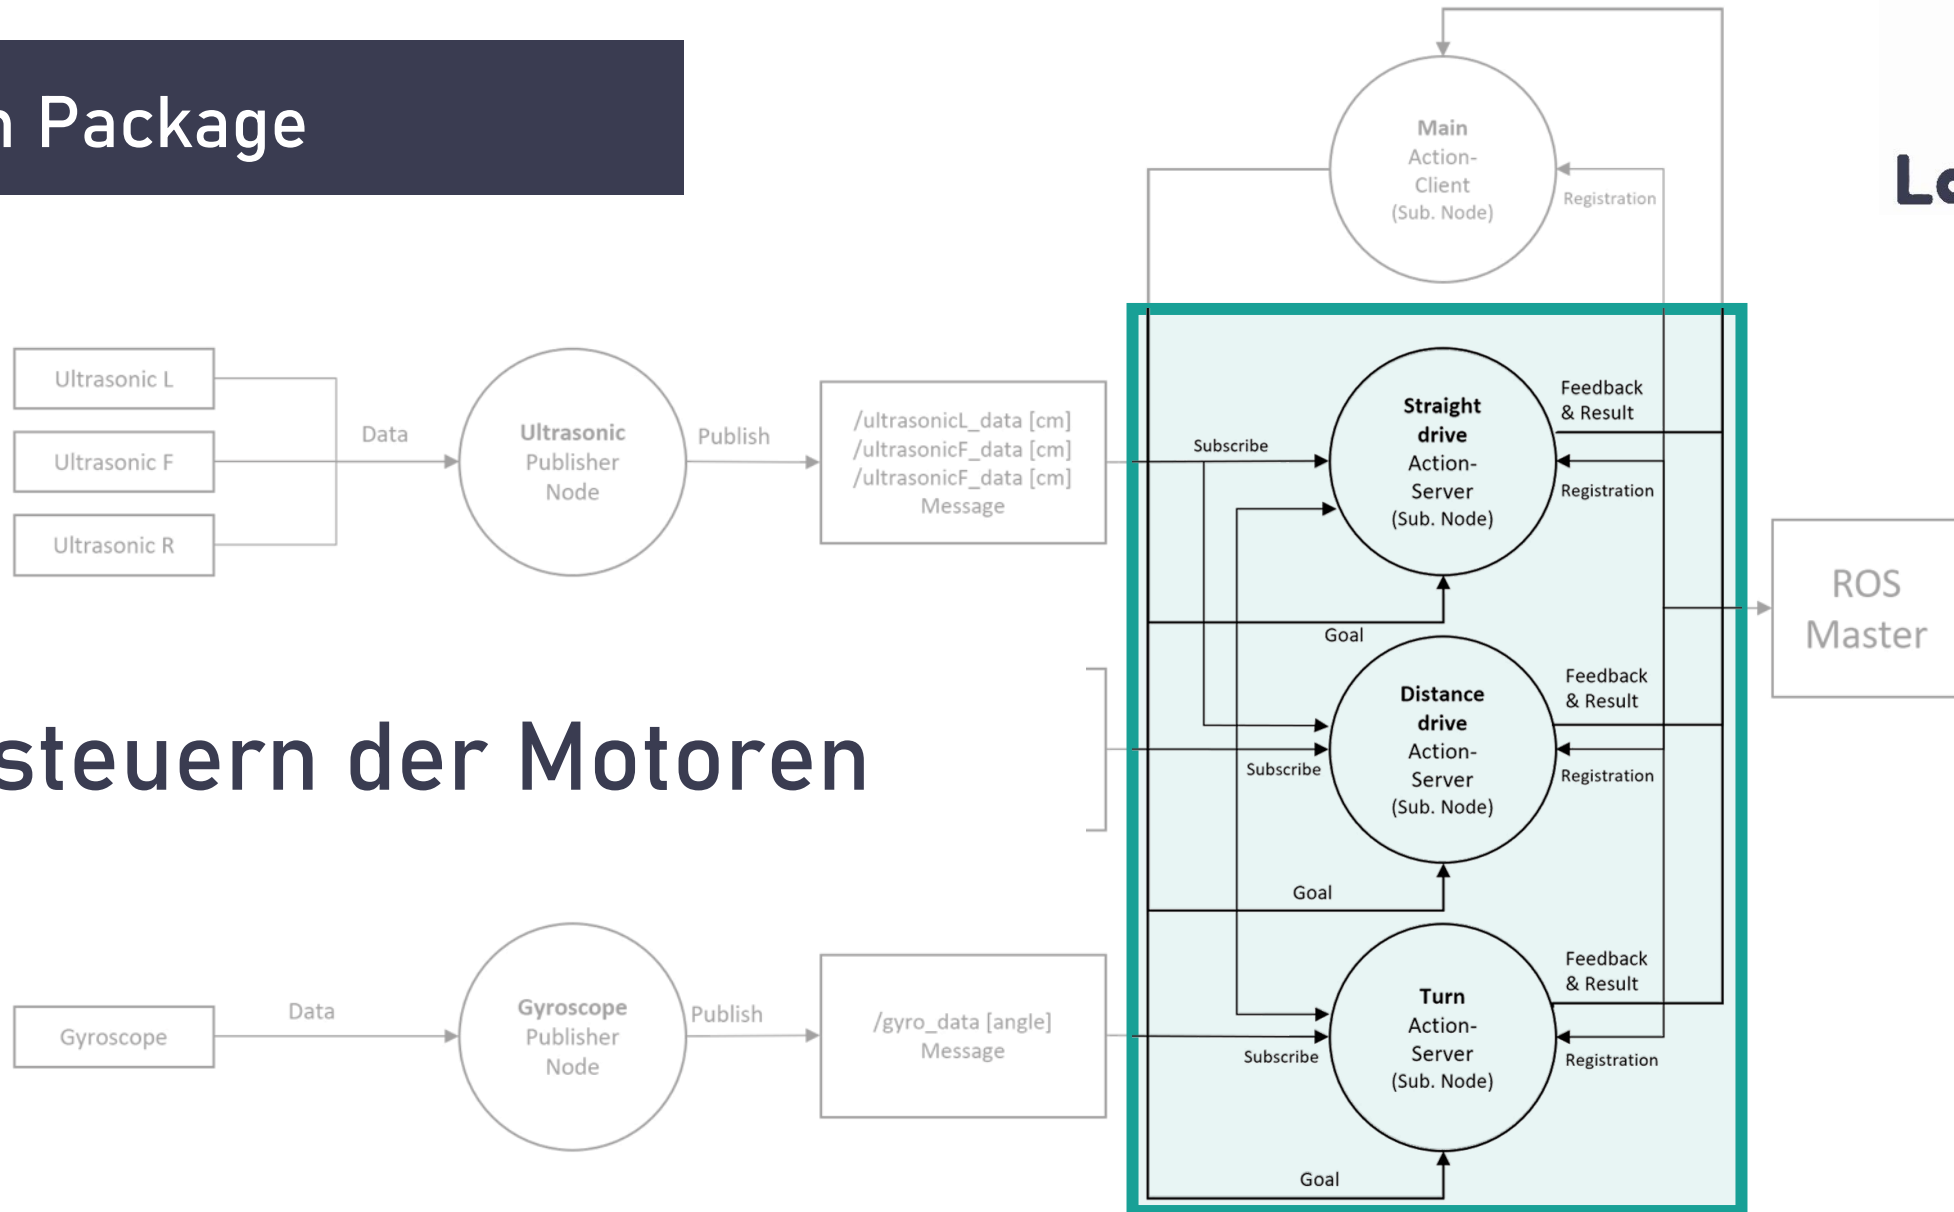 n Package
Main
Action-
Client
(Sub. Node)
Registration
Lo
Ultrasonic L
Ultrasonic F
Ultrasonic R
Data
Ultrasonic
Publisher
Node
Publish
/ultrasonicL_data [cm]
/ultrasonicF_data [cm]
/ultrasonicF_data [cm]
Message
Subscribe
Straight
drive
Action-
Server
(Sub. Node)
Feedback
& Result
Registration
Goal
ROS
Master
steuern der Motoren
Subscribe
Distance
drive
Action-
Server
(Sub. Node)
Feedback
& Result
Registration
Goal
Gyroscope
Data
Gyroscope
Publisher
Node
Publish
/gyro_data [angle]
Message
Subscribe
Turn
Action-
Server
(Sub. Node)
Feedback
& Result
Registration
Goal